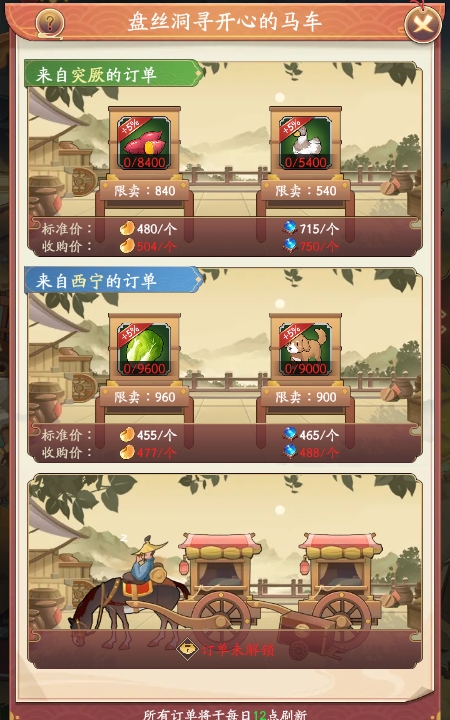 盘丝洞寻开心的马车
?
来自突厥的订单
+5%
+5%
0/8400
0/5400
限卖：840
限卖：540
标准价：
480/个
715/个
收购价：
504/个
750/个
来自西宁的订单
+5%
+5%
0/9600
0/9000
限卖：960
限卖：900
标准价：
455/个
465/个
收购价：
477/个
488/个
2
7
订单未解锁
所有订单将于每日12点刷新